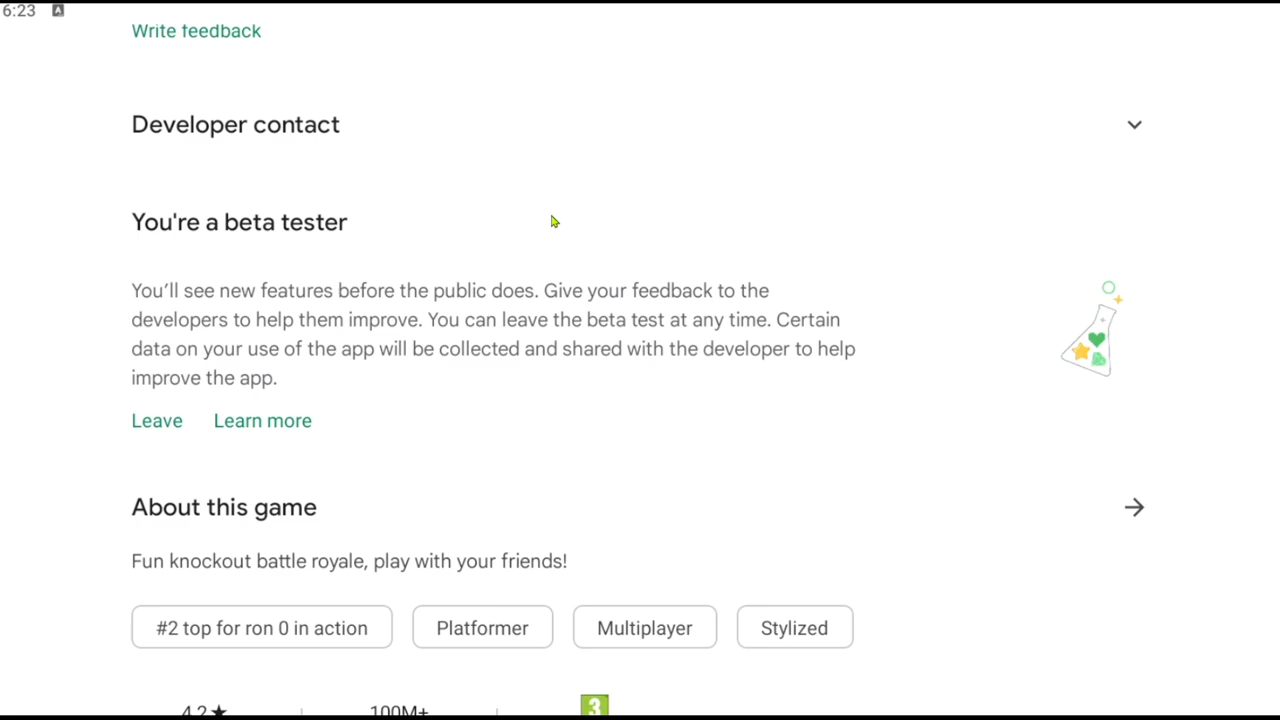 6:23
Write feedback
Developer contact
You're a beta tester
You’ll see new features before the public does. Give your feedback to the
developers to help them improve. You can leave the beta test at any time. Certain
data on your use of the app will be collected and shared with the developer to help
improve the app.
Leave Learn more
About this game
Fun knockout battle royale, play with your friends!
#2 top for ron 0 in action Platformer Multiplayer Stylized
4.2★ 100M+ 3